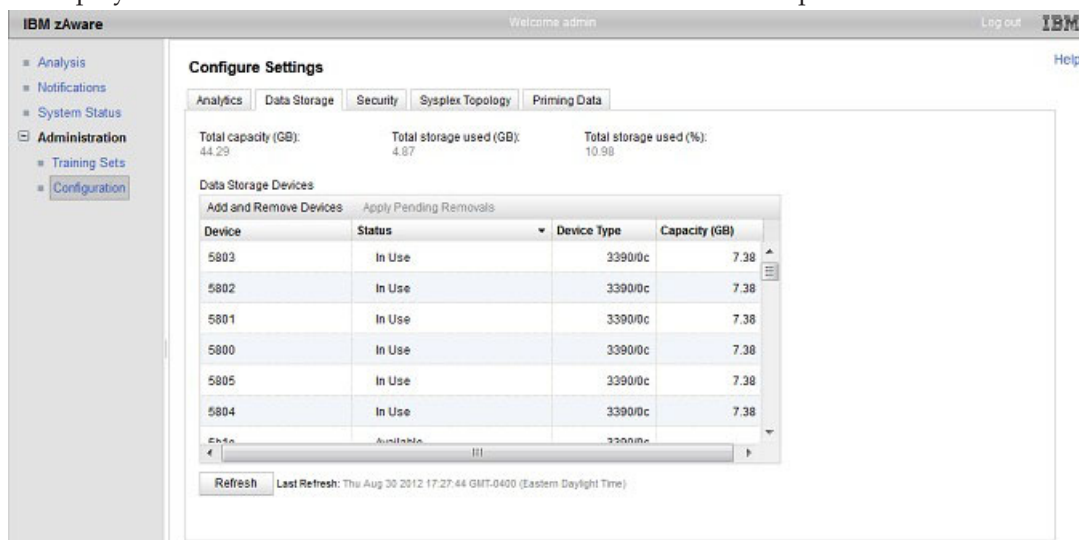 IBM zAware
Welcome admin
Log out
IBM
Analysis
Notifications
System Status
Administration
Training Sets
Configuration
Help
Configure Settings
Analytics Data Storage Security Sysplex Topology Priming Data
Total capacity (GB): Total storage used (GB): Total storage used (%):
44.29 4.87 10.98
Data Storage Devices
Add and Remove Devices Apply Pending Removals
Device Status Device Type Capacity (GB)
5803 In Use 3390/0c 7.38
5802 In Use 3390/0c 7.38
5801 In Use 3390/0c 7.38
5800 In Use 3390/0c 7.38
5805 In Use 3390/0c 7.38
5804 In Use 3390/0c 7.38
Available 3390/0c
Refresh Last Refresh: Thu Aug 30 2012 17:27:44 GMT-0400 (Eastern Daylight Time)